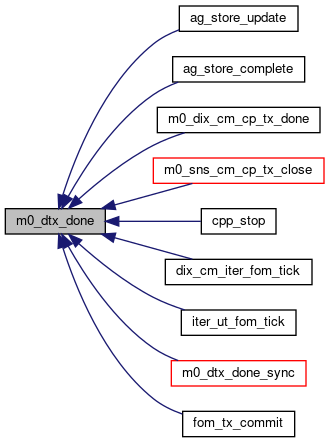 ag_store_update
ag_store_complete
m0_dix_cm_cp_tx_done
m0_sns_cm_cp_tx_close
m0_dtx_done
cpp_stop
dix_cm_iter_fom_tick
iter_ut_fom_tick
m0_dtx_done_sync
fom_tx_commit